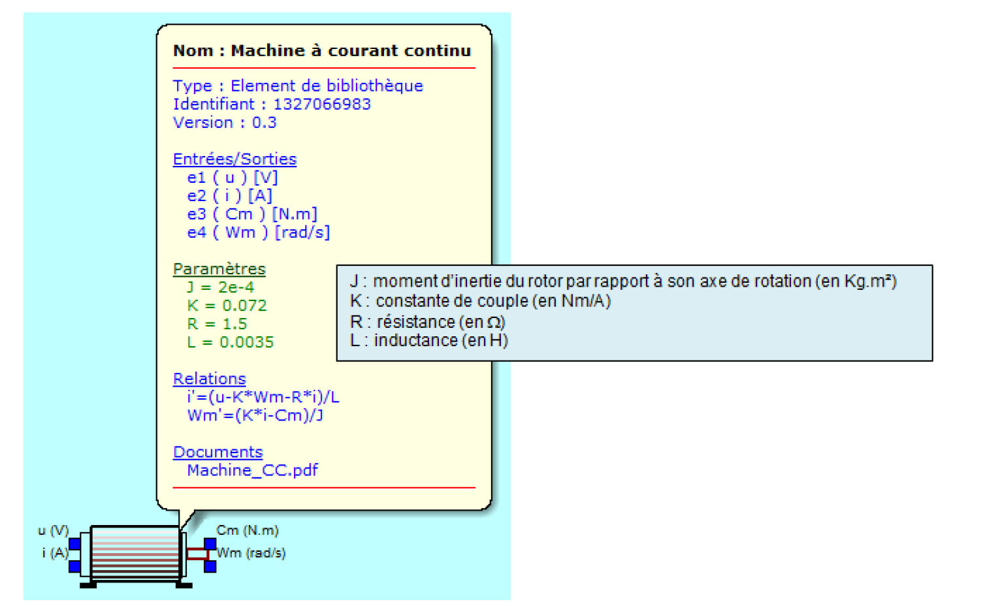 Nom : Machine à courant continu
Type : Element de bibliothèque
Identifiant : 1327066983
Version : 0.3
Entrées/Sorties
e1 ( u ) [V]
e2 ( i ) [A]
e3 ( Cm ) [N.m]
e4 ( Wm ) [rad/s]
Paramètres
J = 2e-4
K = 0.072
R = 1.5
L = 0.0035
J : moment d'inertie du rotor par rapport à son axe de rotation (en Kg.m²)
K : constante de couple (en Nm/A)
R : résistance (en Ω)
L : inductance (en H)
Relations
i'=(u-K*Wm-R*i)/L
Wm'=(K*i-Cm)/J
Documents
Machine_CC.pdf
u (V)
i (A)
Cm (N.m)
Wm (rad/s)